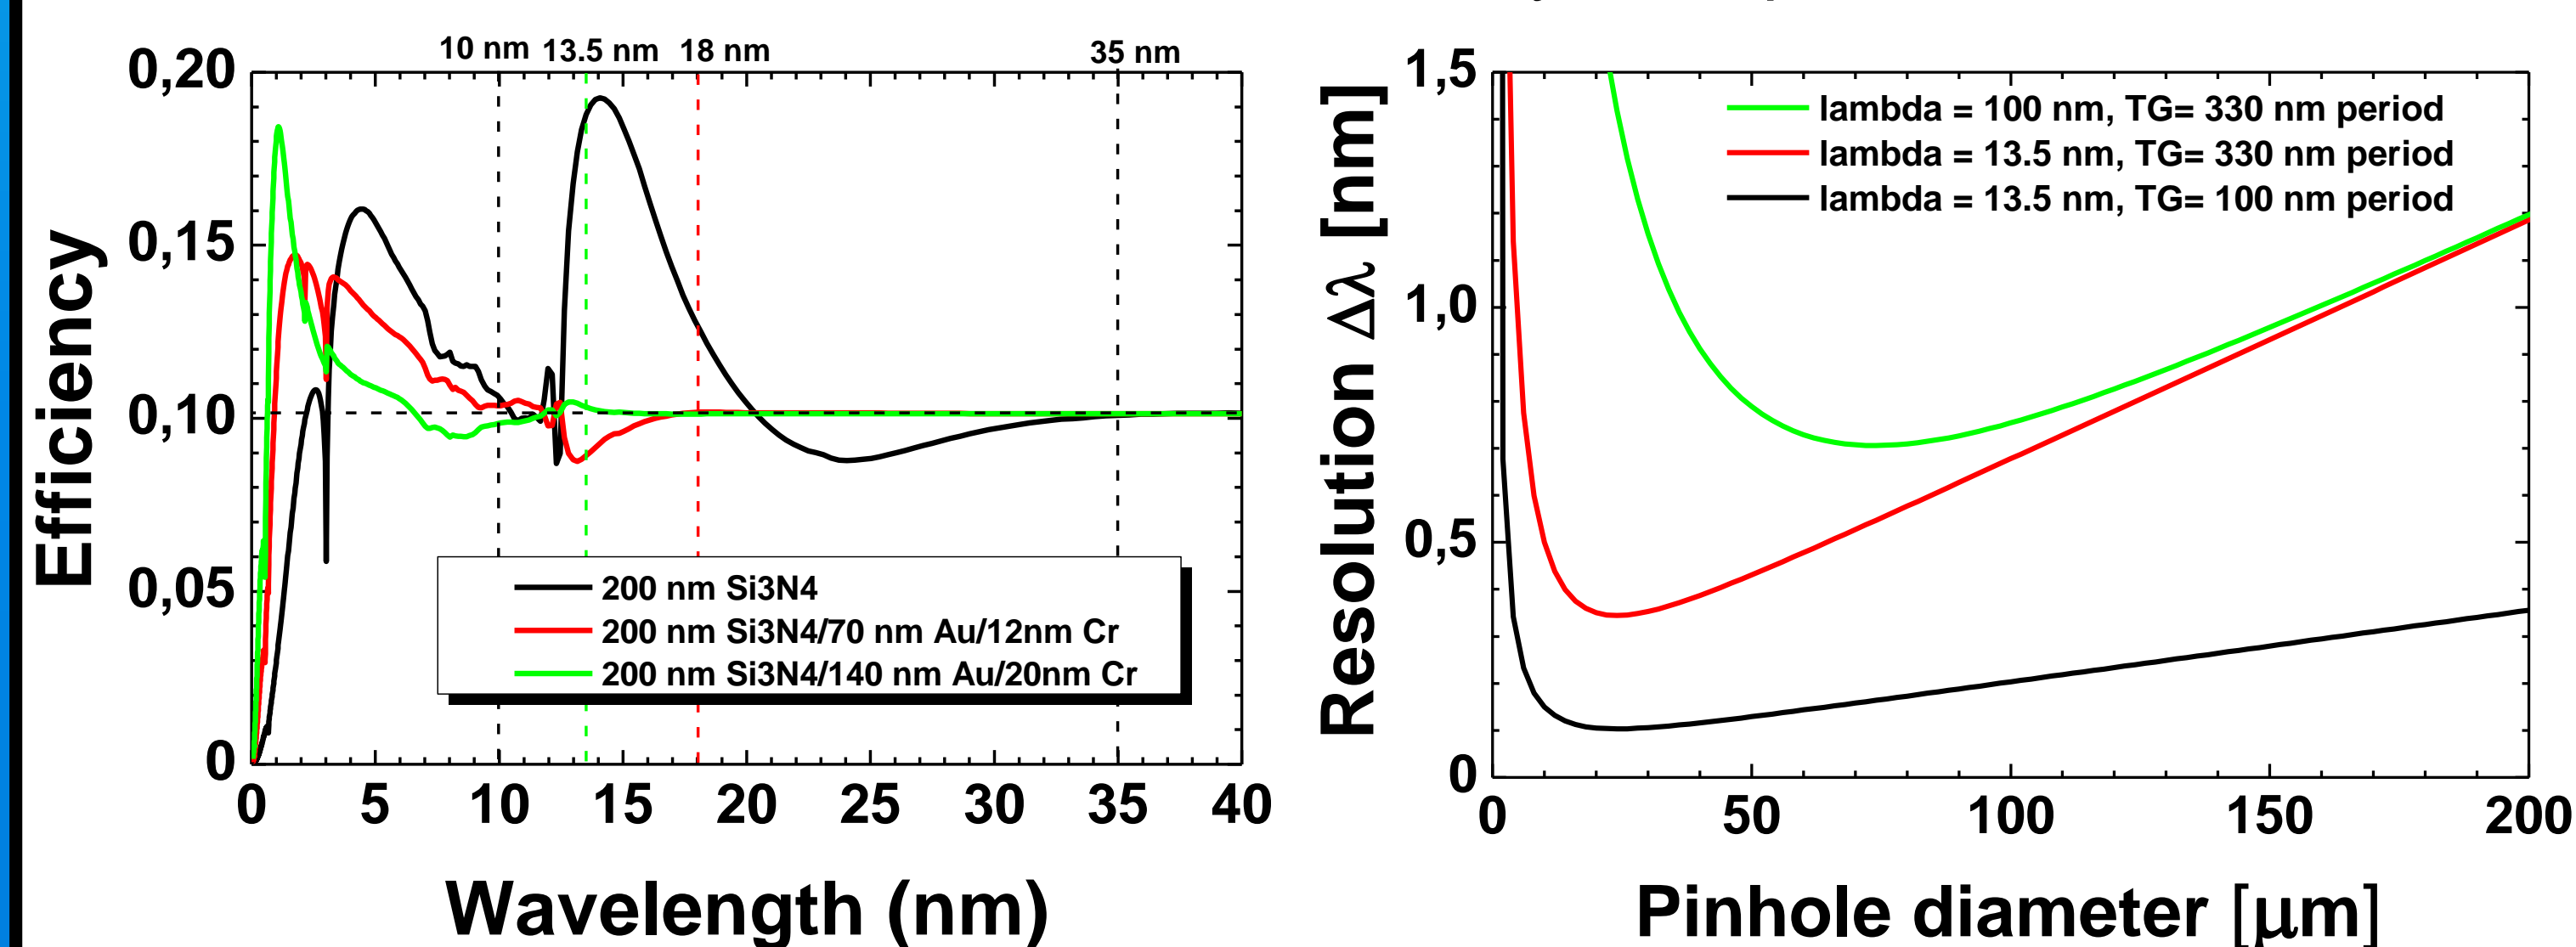 10 nm 13.5 nm 18 nm 35 nm
0,20
0,15
0,10
0,05
0
Efficiency
200 nm Si3N4
200 nm Si3N4/70 nm Au/12nm Cr
200 nm Si3N4/140 nm Au/20nm Cr
0 5 10 15 20 25 30 35 40
Wavelength (nm)
1,5
1,0
0,5
0
Resolution Δλ [nm]
lambda = 100 nm, TG= 330 nm period
lambda = 13.5 nm, TG= 330 nm period
lambda = 13.5 nm, TG= 100 nm period
0 50 100 150 200
Pinhole diameter [μm]